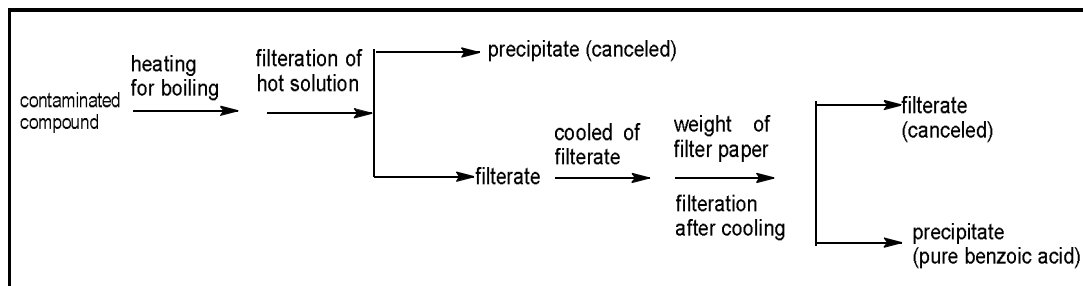 contaminated
compound
heating
for boiling
filteration of
hot solution
precipitate (canceled)
filterate
cooled of
filterate
weight of
filter paper
filteration
after cooling
filterate
(canceled)
precipitate
(pure benzoic acid)